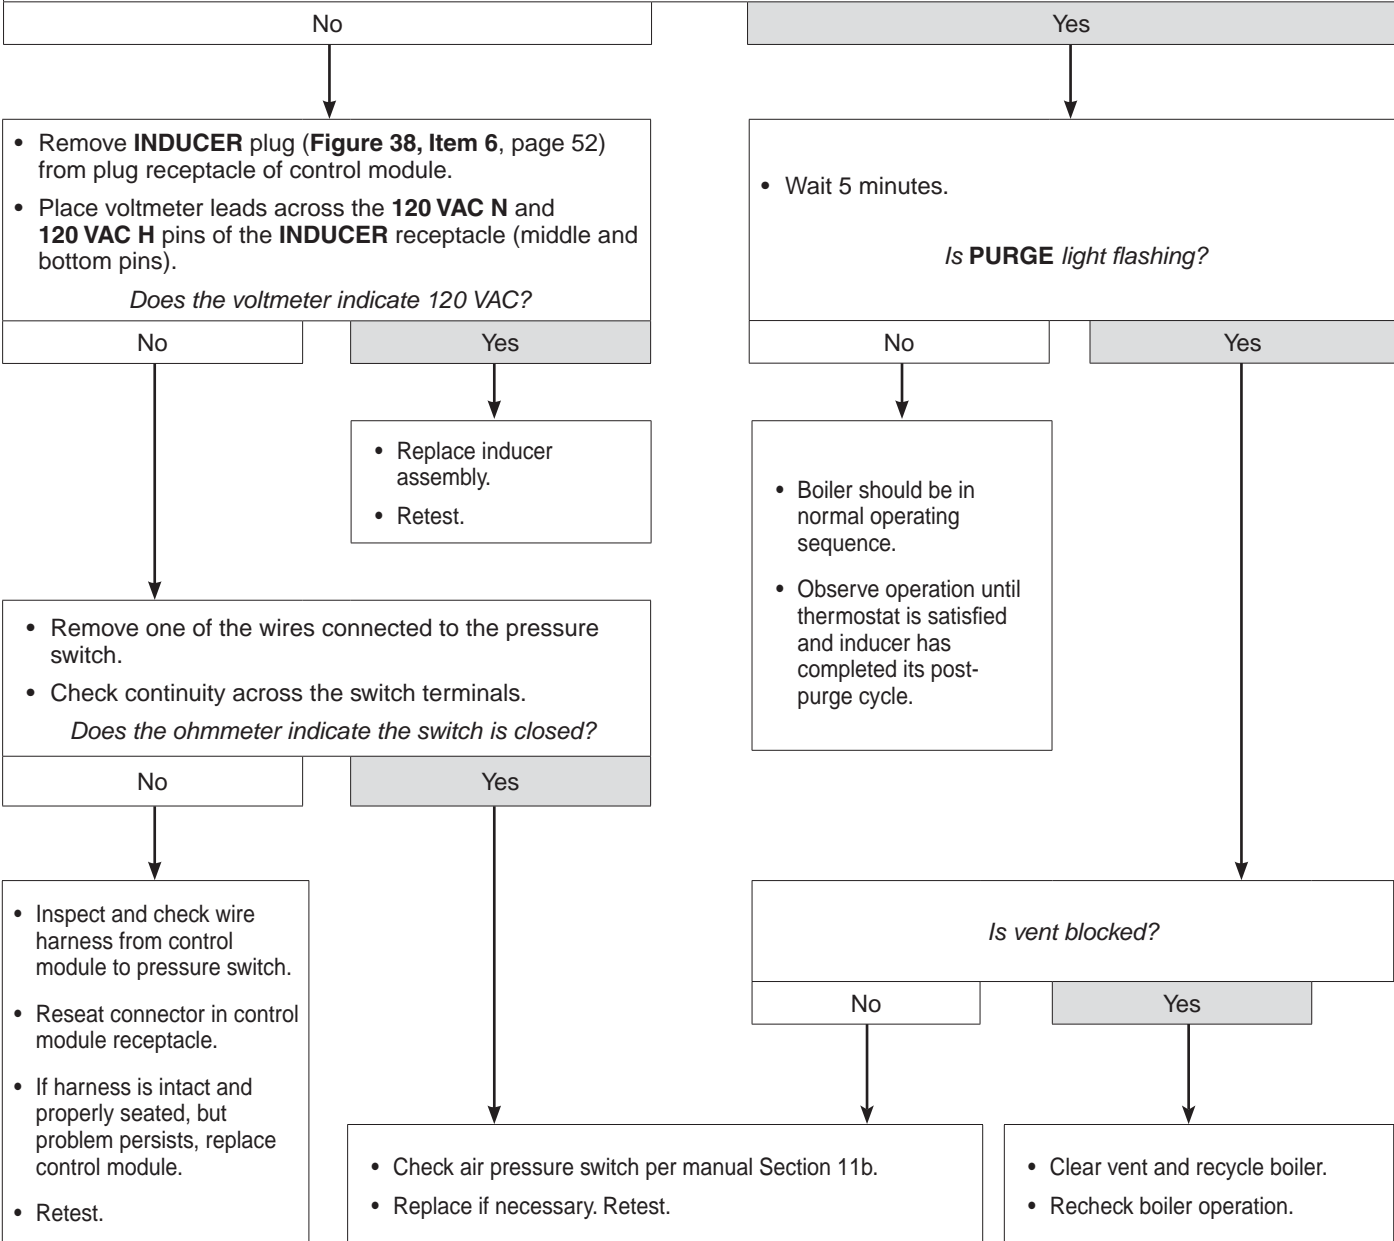 No
Yes
• Remove INDUCER plug (Figure 38, Item 6, page 52)
from plug receptacle of control module.
• Place voltmeter leads across the 120 VAC N and
120 VAC H pins of the INDUCER receptacle (middle and
bottom pins).
Does the voltmeter indicate 120 VAC?
• Wait 5 minutes.
Is PURGE light flashing?
No
Yes
No
Yes
• Replace inducer
assembly.
• Retest.
• Boiler should be in
normal operating
sequence.
• Observe operation until
thermostat is satisfied
and inducer has
completed its post-
purge cycle.
• Remove one of the wires connected to the pressure
switch.
• Check continuity across the switch terminals.
Does the ohmmeter indicate the switch is closed?
No
Yes
• Inspect and check wire
harness from control
module to pressure switch.
• Reseat connector in control
module receptacle.
• If harness is intact and
properly seated, but
problem persists, replace
control module.
• Retest.
Is vent blocked?
No
Yes
• Check air pressure switch per manual Section 11b.
• Replace if necessary. Retest.
• Clear vent and recycle boiler.
• Recheck boiler operation.